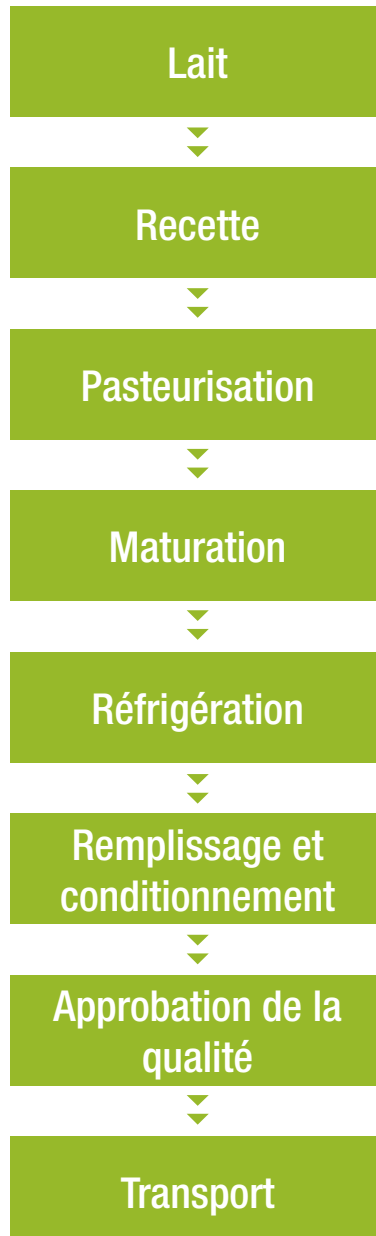 Lait
Recette
Pasteurisation
Maturation
Réfrigération
Remplissage et
conditionnement
Approbation de la
qualité
Transport